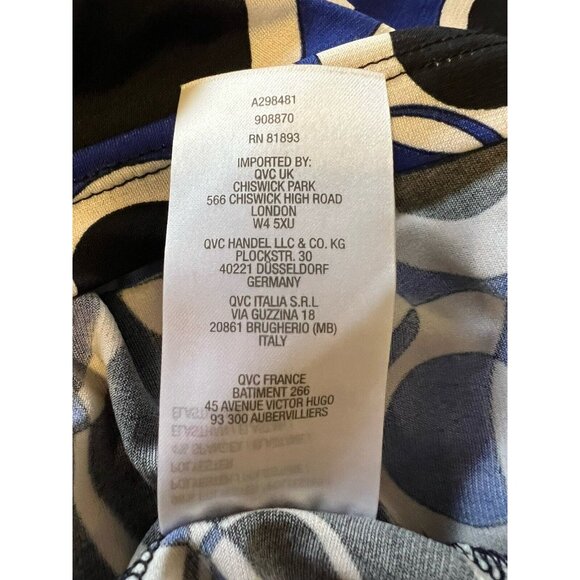 A298481
908870
RN 81893
IMPORTED BY:
QVC UK
CHISWICK PARK
566 CHISWICK HIGH ROAD
LONDON
W4 5XU
QVC HANDEL LLC & CO. KG
PLOCKSTR. 30
40221 DÜSSELDORF
GERMANY
QVC ITALIA S.R.L
VIA GUZZINA 18
20861 BRUGHERIO (MB)
ITALY
QVC FRANCE
BATIMENT 266
45 AVENUE VICTOR HUGO
93 300 AUBERVILLIERS